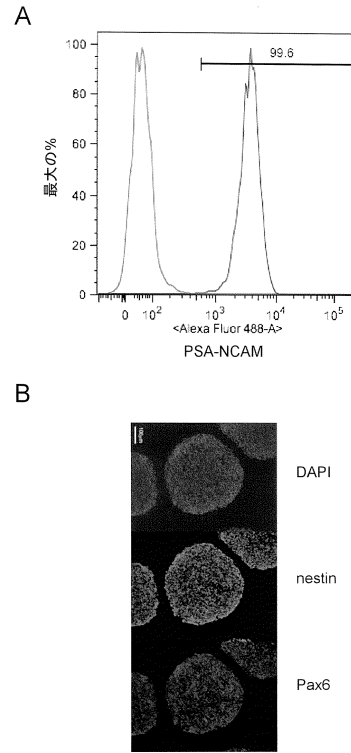 A
99.6
100
80
60
40
20
0
最大の%
0 10² 10³ 10⁴ 10⁵
<Alexa Fluor 488-A>
PSA-NCAM
B
DAPI
nestin
Pax6